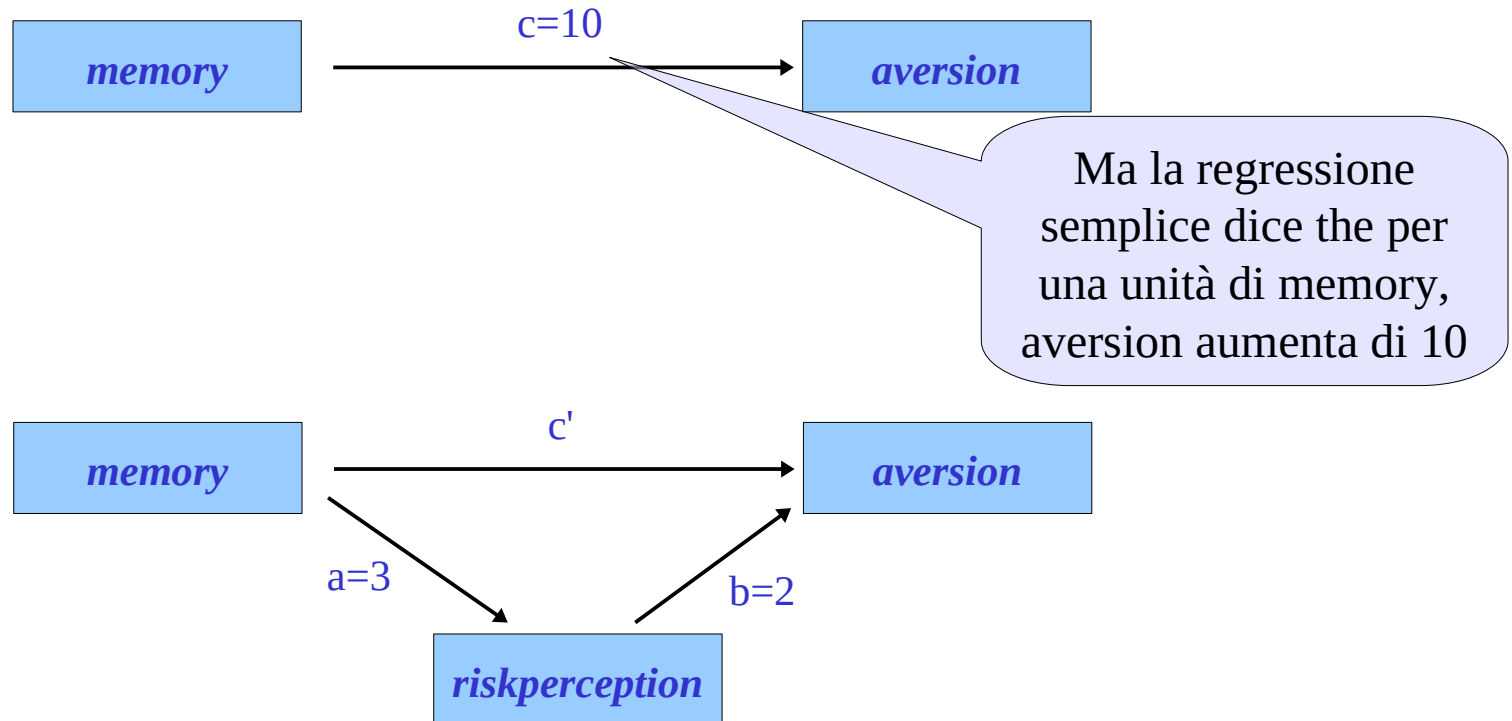 c=10
memory
aversion
Ma la regressione
semplice dice the per
una unità di memory,
aversion aumenta di 10
c'
memory
aversion
a=3
b=2
riskperception